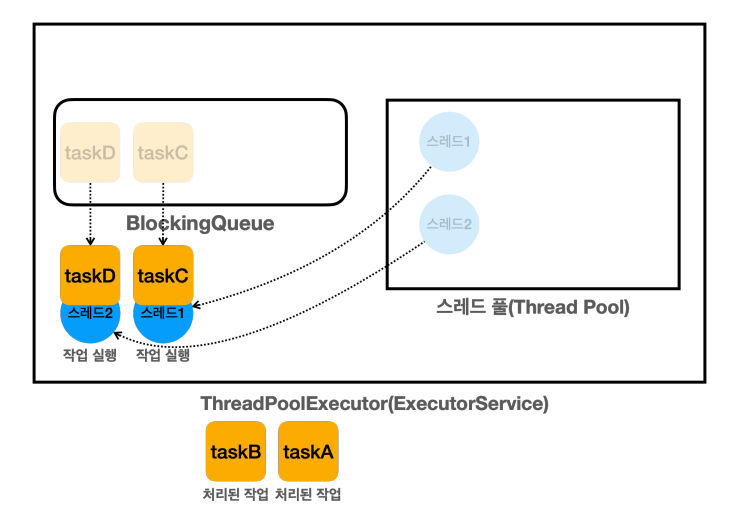 taskD
taskC
스레드1
스레드2
BlockingQueue
taskD
taskC
스레드2
스레드1
작업 실행
작업 실행
스레드 풀(Thread Pool)
ThreadPoolExecutor(ExecutorService)
taskB
taskA
처리된 작업
처리된 작업